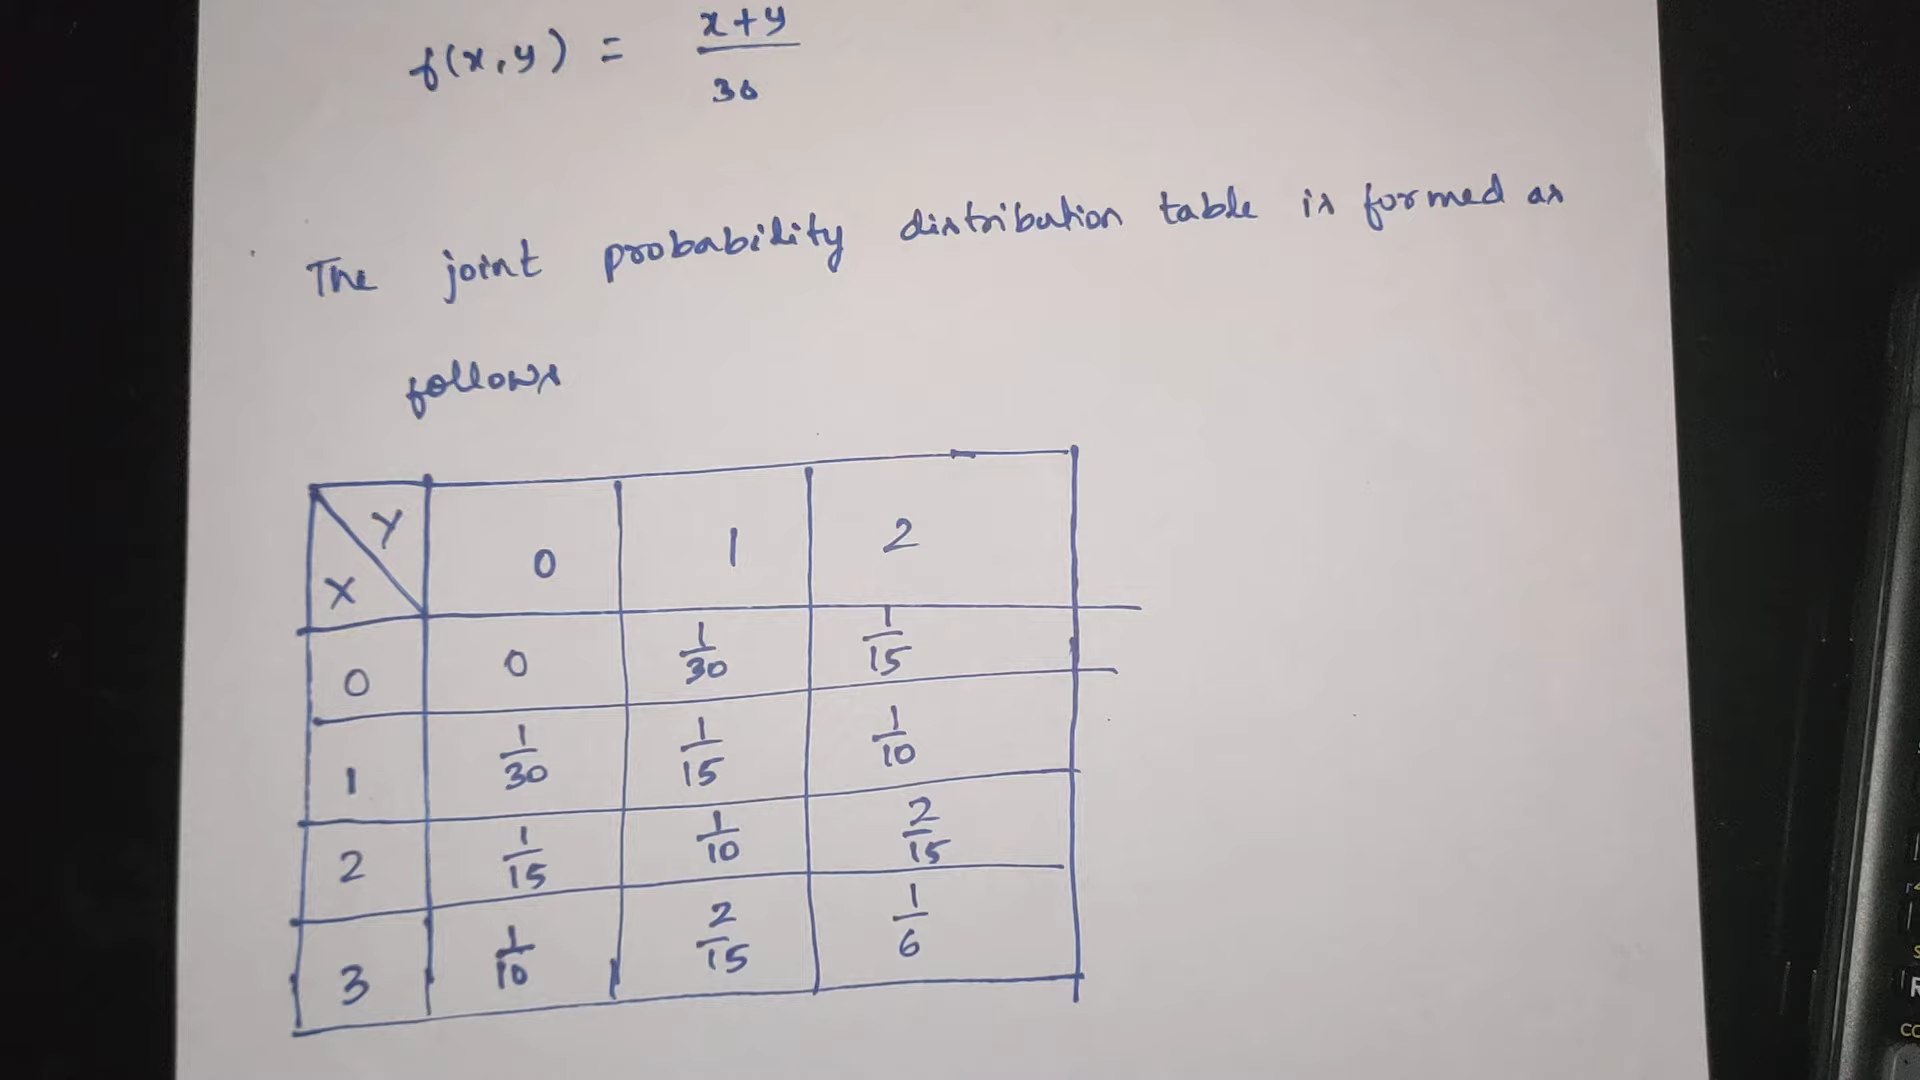 f(x,y) = x+y / 30
The joint probability distribution table is formed as
follows
X \ Y 0 1 2
0 0 1/30 1/15
1 1/30 1/15 1/10
2 1/15 1/10 2/15
3 1/10 2/15 1/6